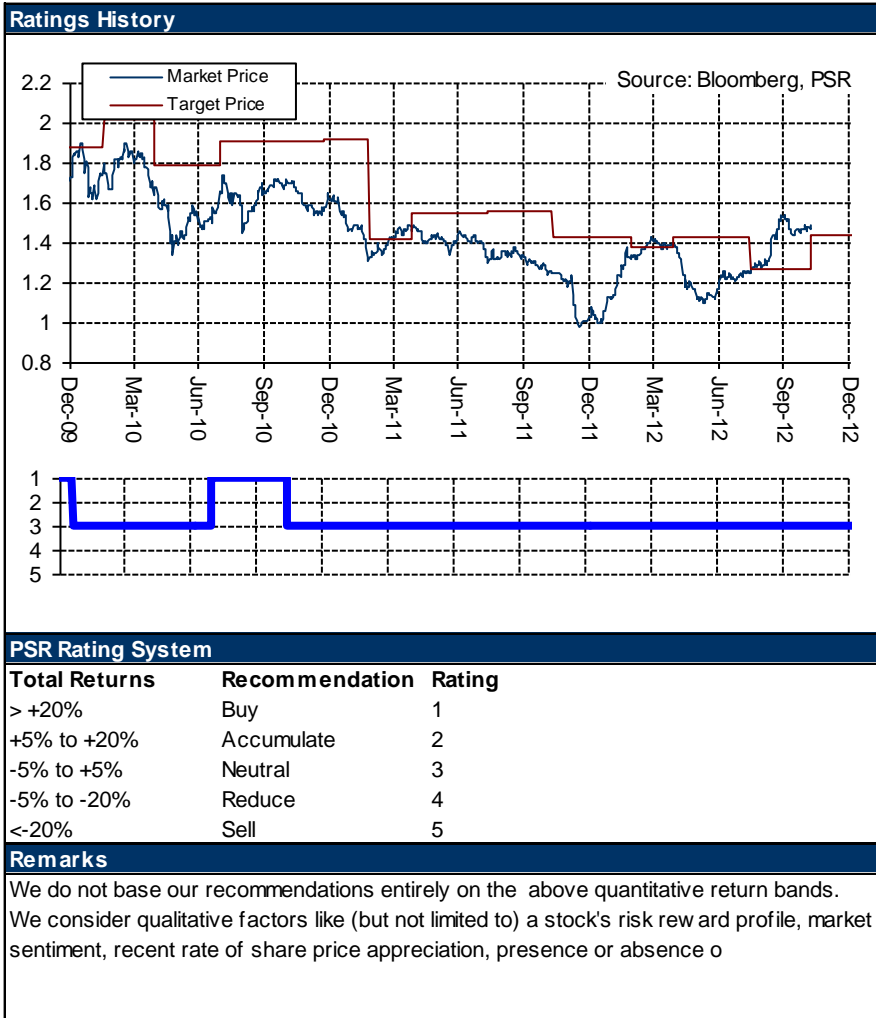 Ratings History
Market Price
Target Price
Source: Bloomberg, PSR
2.2
2
1.8
1.6
1.4
1.2
1
0.8
Dec-09
Mar-10
Jun-10
Sep-10
Dec-10
Mar-11
Jun-11
Sep-11
Dec-11
Mar-12
Jun-12
Sep-12
Dec-12
1
2
3
4
5
PSR Rating System
Total Returns Recommendation Rating
> +20% Buy 1
+5% to +20% Accumulate 2
-5% to +5% Neutral 3
-5% to -20% Reduce 4
<-20% Sell 5
Remarks
We do not base our recommendations entirely on the above quantitative return bands.
We consider qualitative factors like (but not limited to) a stock's risk reward profile, market
sentiment, recent rate of share price appreciation, presence or absence o